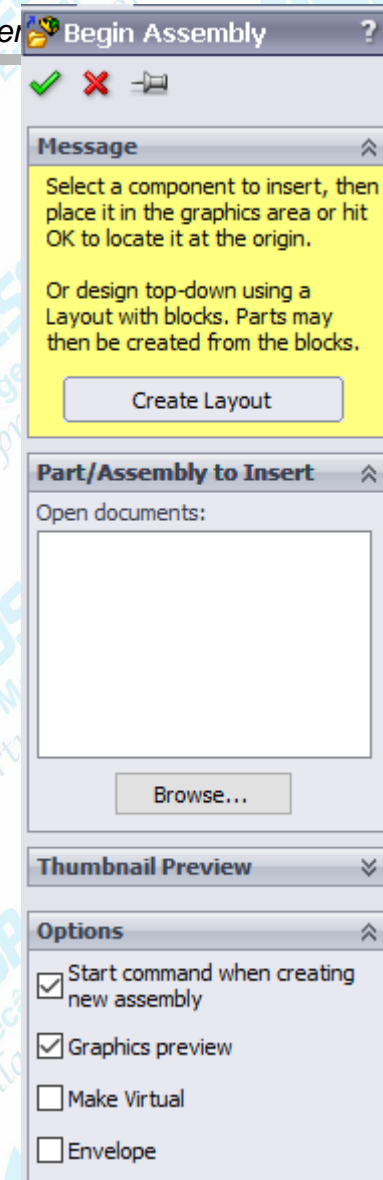 er
Begin Assembly ?
Message
Select a component to insert, then
place it in the graphics area or hit
OK to locate it at the origin.
Or design top-down using a
Layout with blocks. Parts may
then be created from the blocks.
Create Layout
Part/Assembly to Insert
Open documents:
Browse...
Thumbnail Preview
Options
Start command when creating
new assembly
Graphics preview
Make Virtual
Envelope